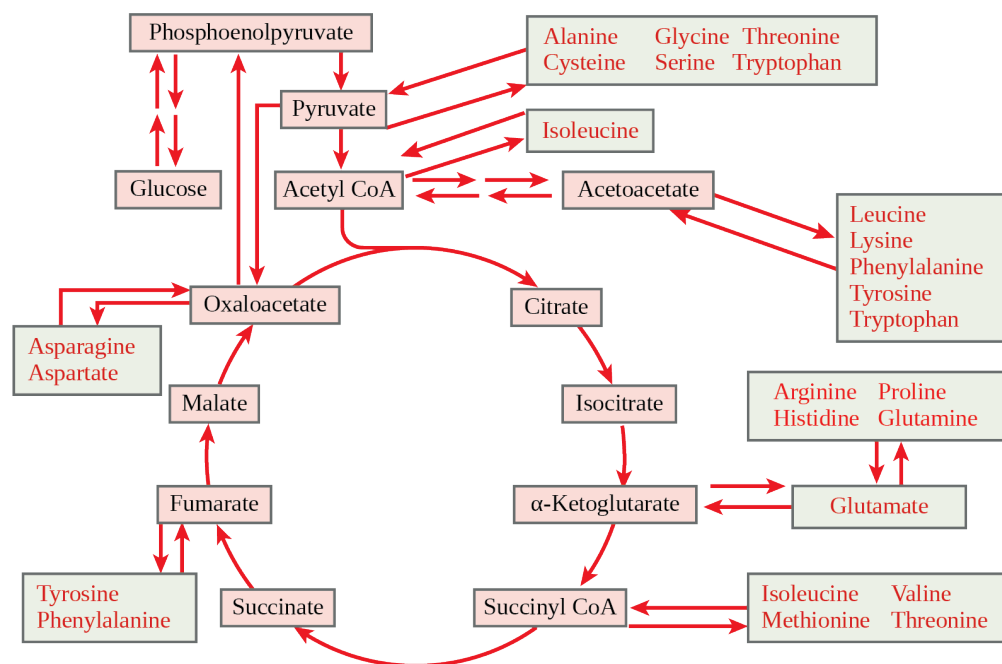 Phosphoenolpyruvate
Alanine Glycine Threonine
Cysteine Serine Tryptophan
Pyruvate
Isoleucine
Glucose
Acetyl CoA
Acetoacetate
Leucine
Lysine
Phenylalanine
Tyrosine
Tryptophan
Oxaloacetate
Citrate
Asparagine
Aspartate
Malate
Isocitrate
Arginine Proline
Histidine Glutamine
Fumarate
α-Ketoglutarate
Glutamate
Tyrosine
Phenylalanine
Succinate
Succinyl CoA
Isoleucine Valine
Methionine Threonine